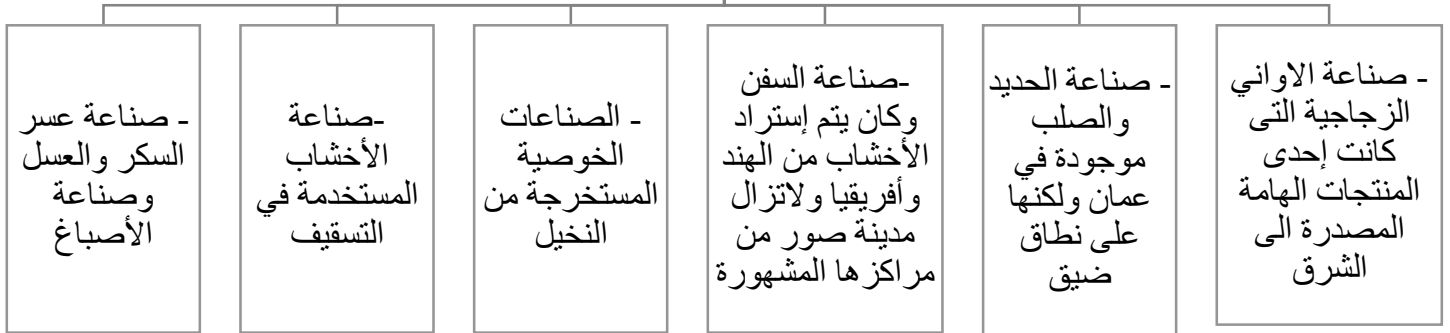 - صناعة الاواني
الزجاجية التى
كانت إحدى
المنتجات الهامة
المصدرة الى
الشرق
- صناعة الحديد
والصلب
موجودة في
عمان ولكنها
على نطاق
ضيق
-صناعة السفن
وكان يتم إستراد
الأخشاب من الهند
وأفريقيا ولاتزال
مدينة صور من
مراكزها المشهورة
- الصناعات
الخوصية
المستخرجة من
النخيل
-صناعة
الأخشاب
المستخدمة في
التسقيف
- صناعة عسر
السكر والعسل
وصناعة
الأصباغ